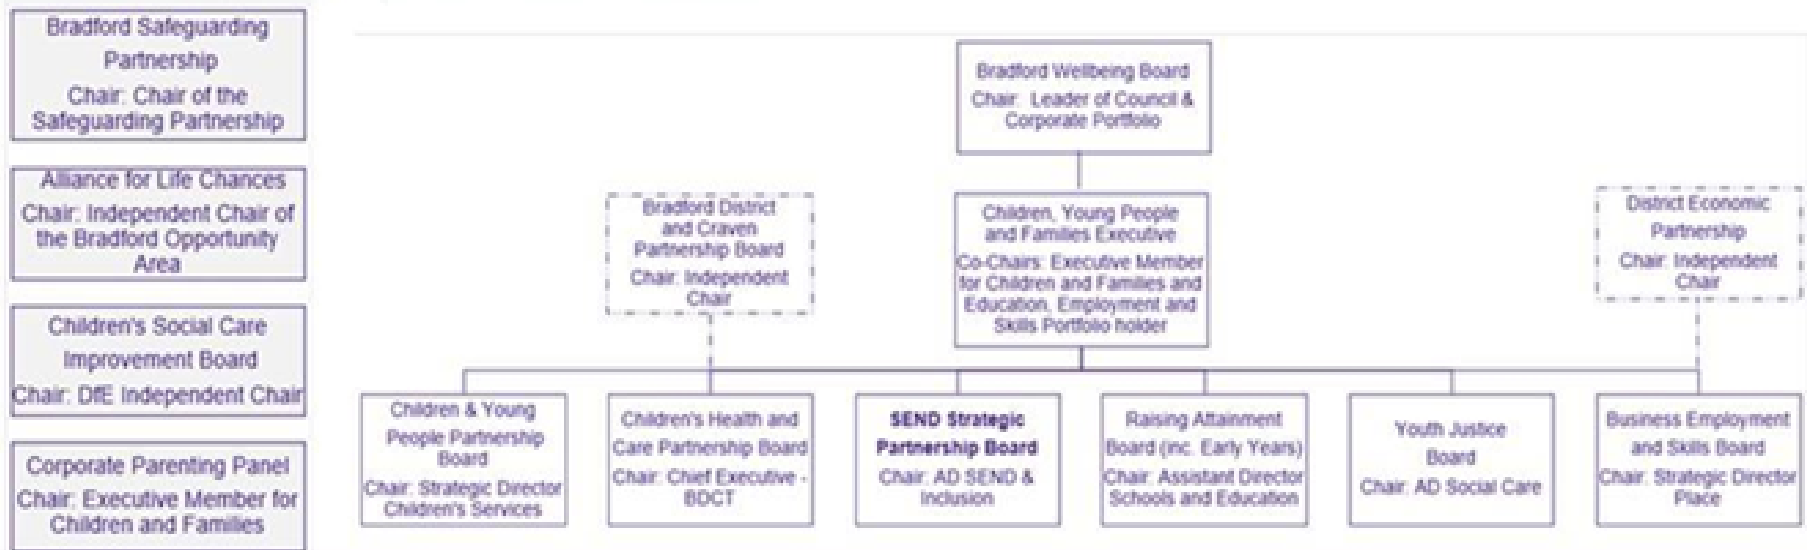 Bradford Safeguarding
Partnership
Chair: Chair of the
Safeguarding Partnership
Alliance for Life Chances
Chair: Independent Chair of
the Bradford Opportunity
Area
Children's Social Care
Improvement Board
Chair: DfE Independent Chair
Corporate Parenting Panel
Chair: Executive Member for
Children and Families
Bradford Wellbeing Board
Chair: Leader of Council &
Corporate Portfolio
Bradford District
and Craven
Partnership Board
Chair: Independent
Chair
Children, Young People
and Families Executive
Co-Chairs: Executive Member
for Children and Families and
Education, Employment and
Skills Portfolio holder
District Economic
Partnership
Chair: Independent
Chair
Children & Young
People Partnership
Board
Chair: Strategic Director
Children's Services
Children's Health and
Care Partnership Board
Chair: Chief Executive -
BDCT
SEND Strategic
Partnership Board
Chair: AD SEND &
Inclusion
Raising Attainment
Board (inc. Early Years)
Chair: Assistant Director
Schools and Education
Youth Justice
Board
Chair: AD Social Care
Business Employment
and Skills Board
Chair: Strategic Director
Place